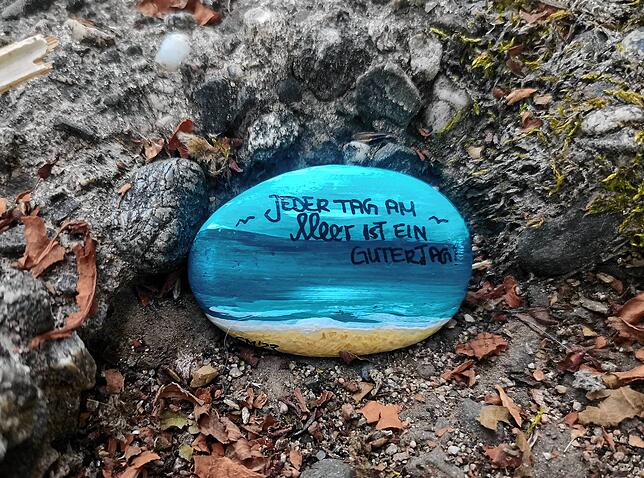 JEDER TAG AM
Meer IST EIN
GUTER TAG